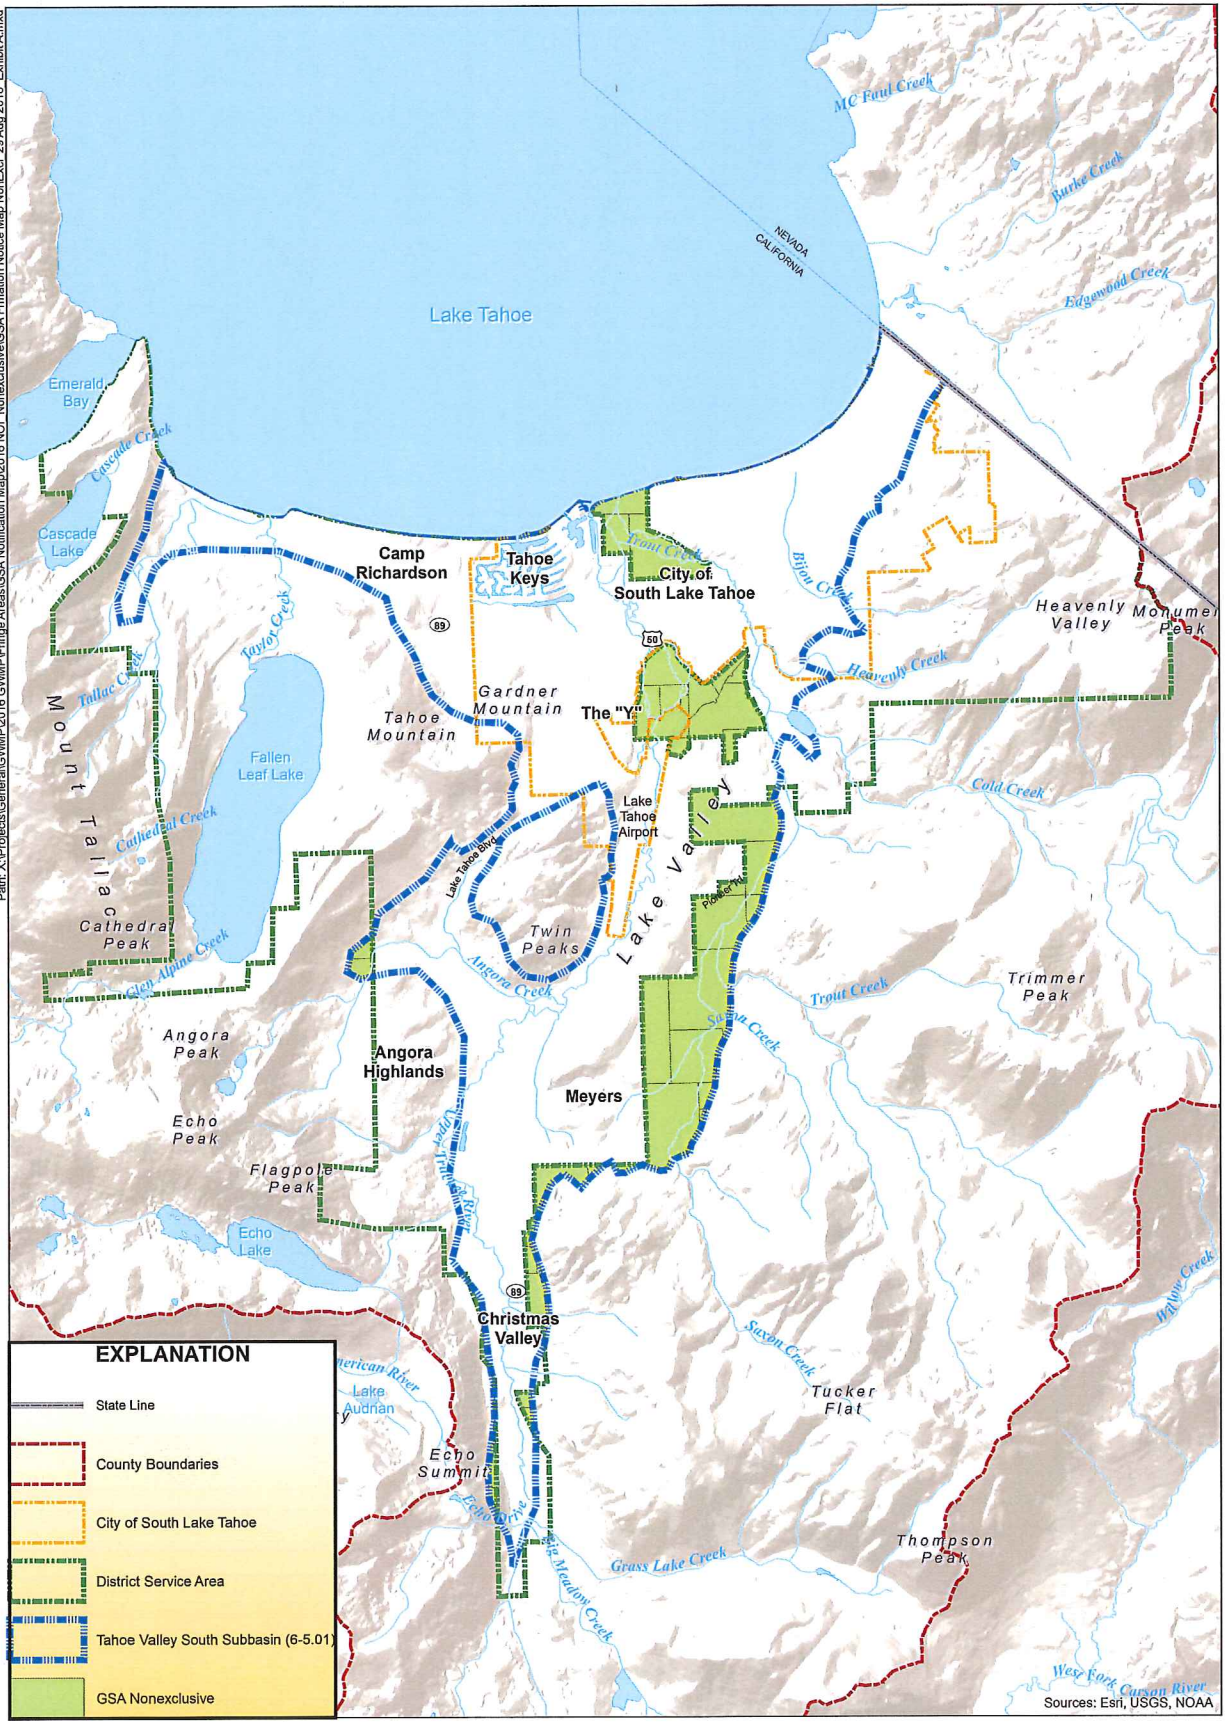 MC Faul Creek
Burke Creek
NEVADA
CALIFORNIA
Edgewood Creek
Lake Tahoe
Emerald
Bay
Cascade Creek
Cascade
Lake
Camp
Richardson
Tahoe
Keys
Trout Creek
City of
South Lake Tahoe
Bijou Creek
Heavenly
Valley
Taylor Creek
89
50
Heavenly Creek
Tallac Creek
Mount Tallac
Gardner
Mountain
Tahoe
Mountain
The "Y"
Fallen
Leaf Lake
Cold Creek
Lake
Tahoe
Airport
Lake Valley
Cathedral Creek
Lake Tahoe Blvd
Cathedral
Peak
Twin
Peaks
Glen Alpine Creek
Angora Creek
Trout Creek
Trimmer
Peak
Angora
Peak
Angora
Highlands
Saxon Creek
Meyers
Echo
Peak
Flagpole
Peak
Echo
Lake
89
Christmas
Valley
Willow Creek
Saxon Creek
Tucker
Flat
Lake
Audrian
Echo
Summit
Echo Drive
Big Meadow Creek
Grass Lake Creek
Thompson
Peak
West Fork Carson River
EXPLANATION
State Line
County Boundaries
City of South Lake Tahoe
District Service Area
Tahoe Valley South Subbasin (6-5.01)
GSA Nonexclusive
Sources: Esri, USGS, NOAA